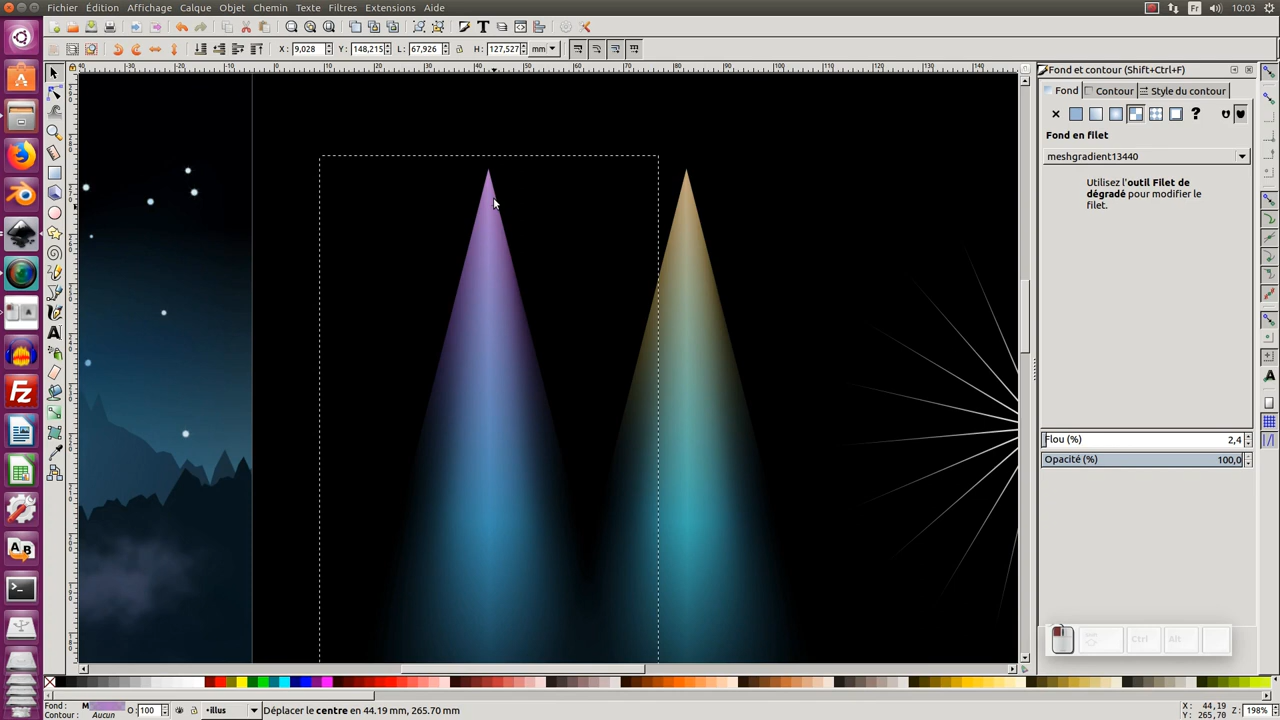 Fichier Éditition Affichage Calque Objet Chemin Texte Filtres Extensions Aide
Fr
10:03
X: 9,028 Y: 148,215 L: 67,926 H: 127,527 mm
Fond et contour (Shift+Ctrl+F)
Fond Contour Style du contour
Fond en filet
meshgradient13440
Utilisez l'outil Filet de
dégradé pour modifier le
filet.
Flou (%) 2,4
Opacité (%) 100,0
Ctrl Alt
Fond : M O: 100 •illus Déplacer le centre en 44.19 mm, 265.70 mm
Contour : Aucun
X: 44,19
Y: 265,70
Z: 198%